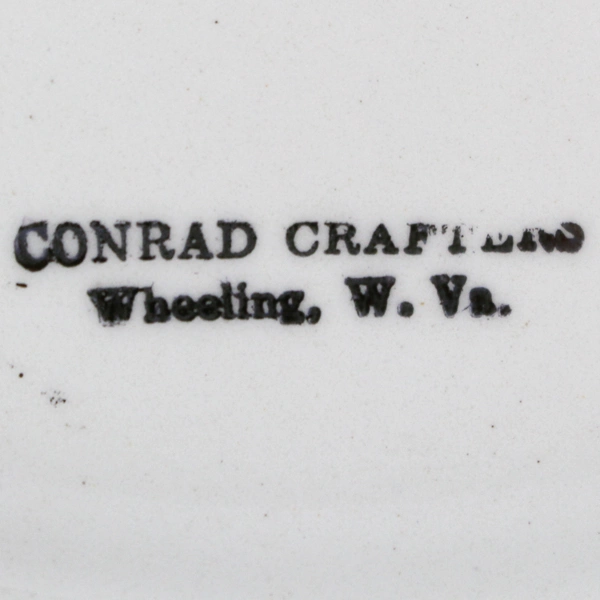 CONRAD CRAFTERS
Wheeling, W. Va.